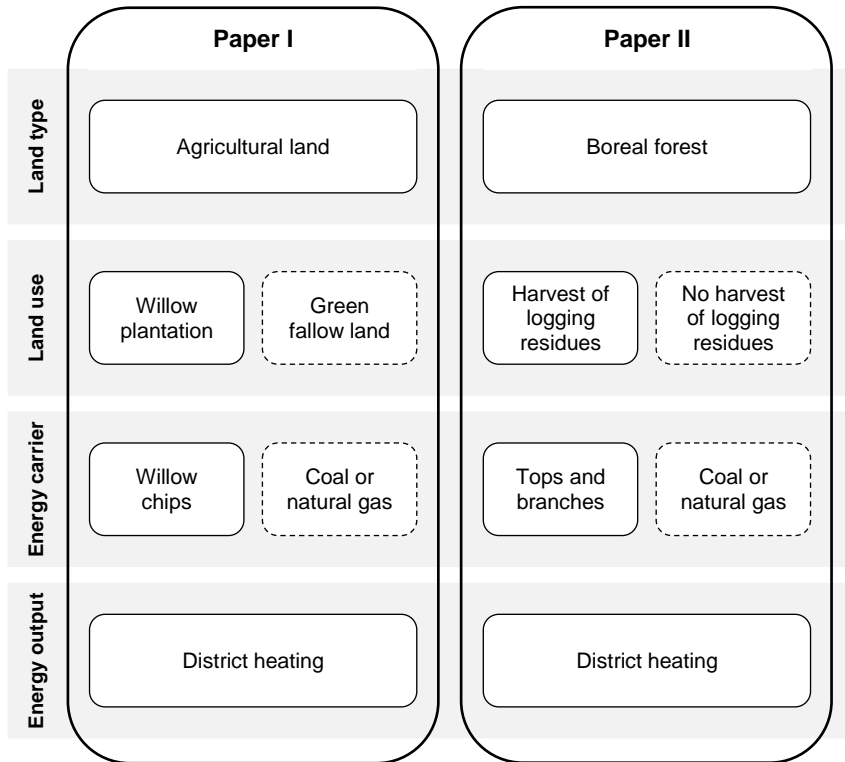 Paper I
Paper II
Land type
Agricultural land
Boreal forest
Land use
Willow
plantation
Green
fallow land
Harvest of
logging
residues
No harvest
of logging
residues
Energy carrier
Willow
chips
Coal or
natural gas
Tops and
branches
Coal or
natural gas
Energy output
District heating
District heating